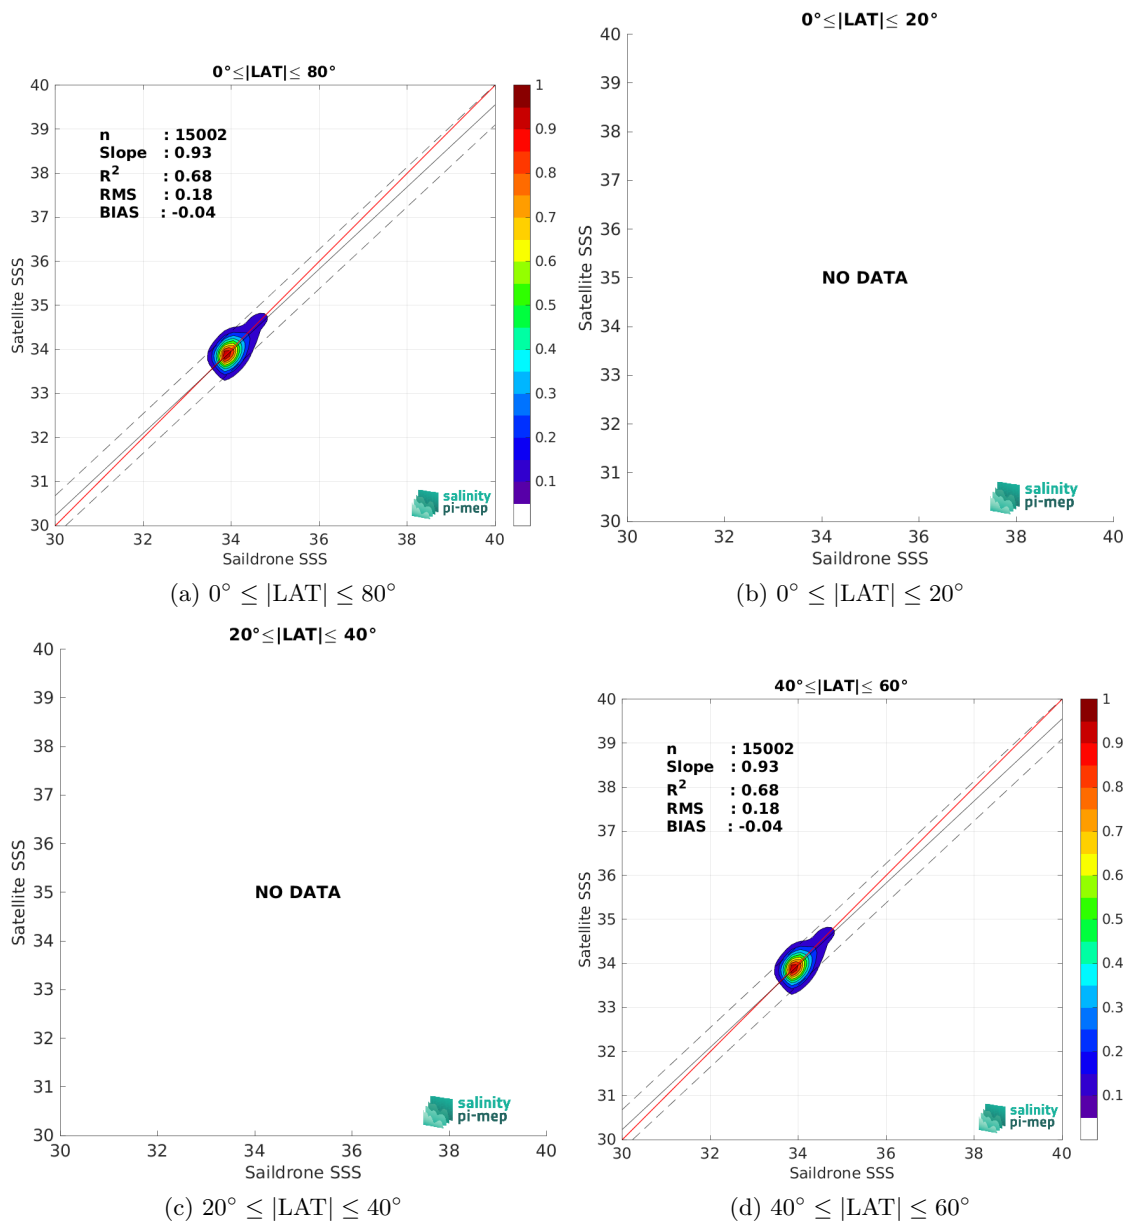 0°≤|LAT|≤ 80°
40
39
38
37
36
35
34
33
32
31
30
Satellite SSS
n : 15002
Slope : 0.93
R² : 0.68
RMS : 0.18
BIAS : -0.04
salinity
pi-mep
30 32 34 36 38 40
Saildrone SSS
1
0.9
0.8
0.7
0.6
0.5
0.4
0.3
0.2
0.1
(a) 0° ≤ |LAT| ≤ 80°
0°≤|LAT|≤ 20°
40
39
38
37
36
35
34
33
32
31
30
Satellite SSS
NO DATA
salinity
pi-mep
30 32 34 36 38 40
Saildrone SSS
(b) 0° ≤ |LAT| ≤ 20°
20°≤|LAT|≤ 40°
40
39
38
37
36
35
34
33
32
31
30
Satellite SSS
NO DATA
salinity
pi-mep
30 32 34 36 38 40
Saildrone SSS
(c) 20° ≤ |LAT| ≤ 40°
40°≤|LAT|≤ 60°
40
39
38
37
36
35
34
33
32
31
30
Satellite SSS
n : 15002
Slope : 0.93
R² : 0.68
RMS : 0.18
BIAS : -0.04
salinity
pi-mep
30 32 34 36 38 40
Saildrone SSS
1
0.9
0.8
0.7
0.6
0.5
0.4
0.3
0.2
0.1
(d) 40° ≤ |LAT| ≤ 60°